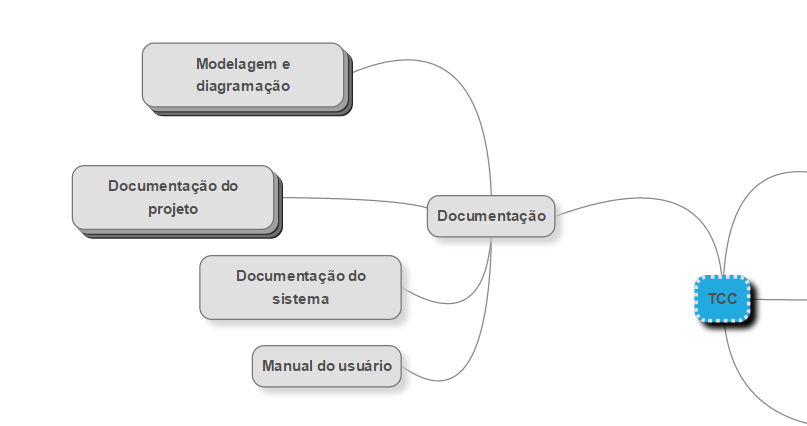 Modelagem e
diagramação
Documentação do
projeto
Documentação
Documentação do
sistema
TCC
Manual do usuário